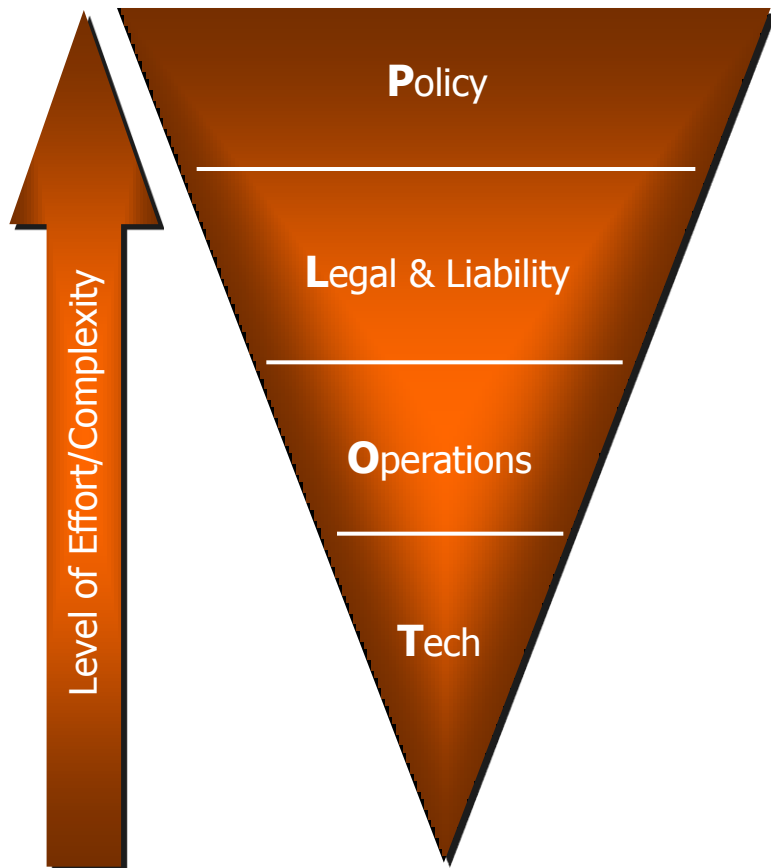 Policy
Legal & Liability
Operations
Tech
Level of Effort/Complexity